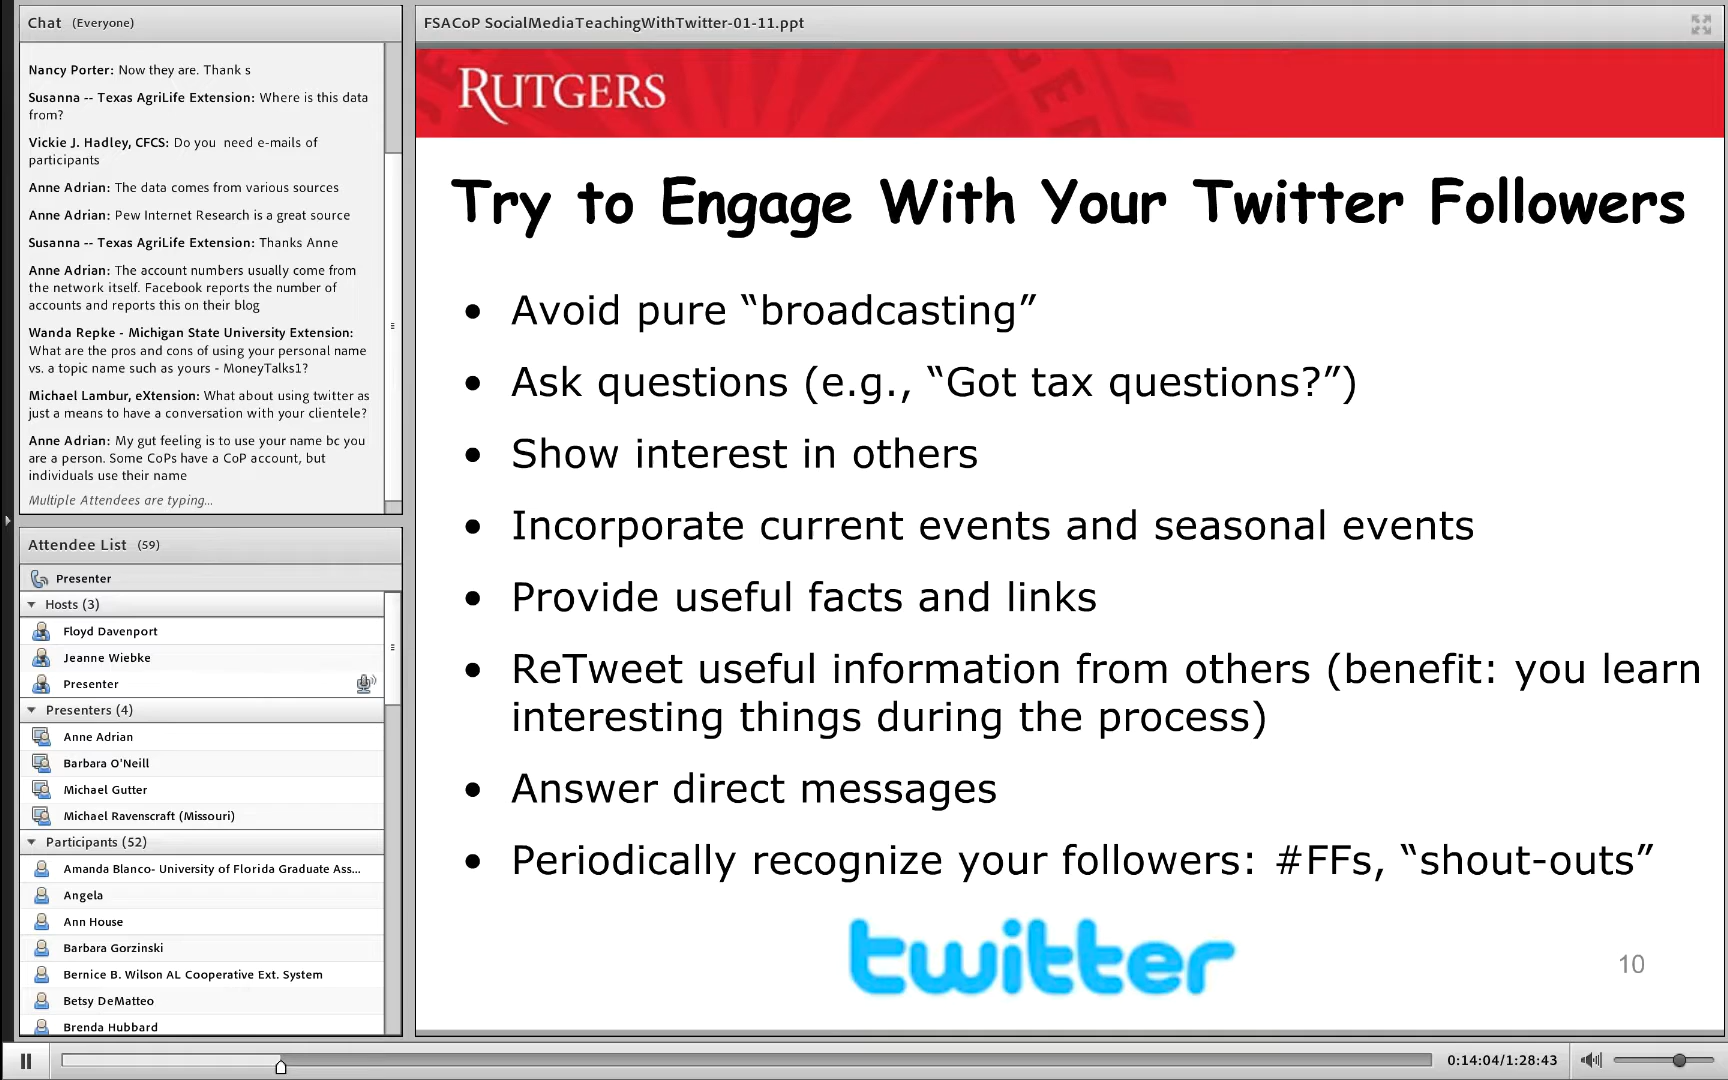 Chat (Everyone)
Nancy Porter: Now they are. Thank s
Susanna -- Texas AgriLife Extension: Where is this data
from?
Vickie J. Hadley, CFCS: Do you need e-mails of
participants
Anne Adrian: The data comes from various sources
Anne Adrian: Pew Internet Research is a great source
Susanna -- Texas AgriLife Extension: Thanks Anne
Anne Adrian: The account numbers usually come from
the network itself. Facebook reports the number of
accounts and reports this on their blog
Wanda Repke - Michigan State University Extension:
What are the pros and cons of using your personal name
vs. a topic name such as yours - MoneyTalks1?
Michael Lambur, eXtension: What about using twitter as
just a means to have a conversation with your clientele?
Anne Adrian: My gut feeling is to use your name bc you
are a person. Some CoPs have a CoP account, but
individuals use their name
Multiple Attendees are typing...
Attendee List (59)
Presenter
Hosts (3)
Floyd Davenport
Jeanne Wiebke
Presenter
Presenters (4)
Anne Adrian
Barbara O'Neill
Michael Gutter
Michael Ravenscraft (Missouri)
Participants (52)
Amanda Blanco- University of Florida Graduate Ass...
Angela
Ann House
Barbara Gorzinski
Bernice B. Wilson AL Cooperative Ext. System
Betsy DeMatteo
Brenda Hubbard
FSACoP SocialMediaTeachingWithTwitter-01-11.ppt
RUTGERS
Try to Engage With Your Twitter Followers
• Avoid pure “broadcasting”
• Ask questions (e.g., “Got tax questions?”)
• Show interest in others
• Incorporate current events and seasonal events
• Provide useful facts and links
• ReTweet useful information from others (benefit: you learn
interesting things during the process)
• Answer direct messages
• Periodically recognize your followers: #FFs, “shout-outs”
twitter
10
0:14:04/1:28:43